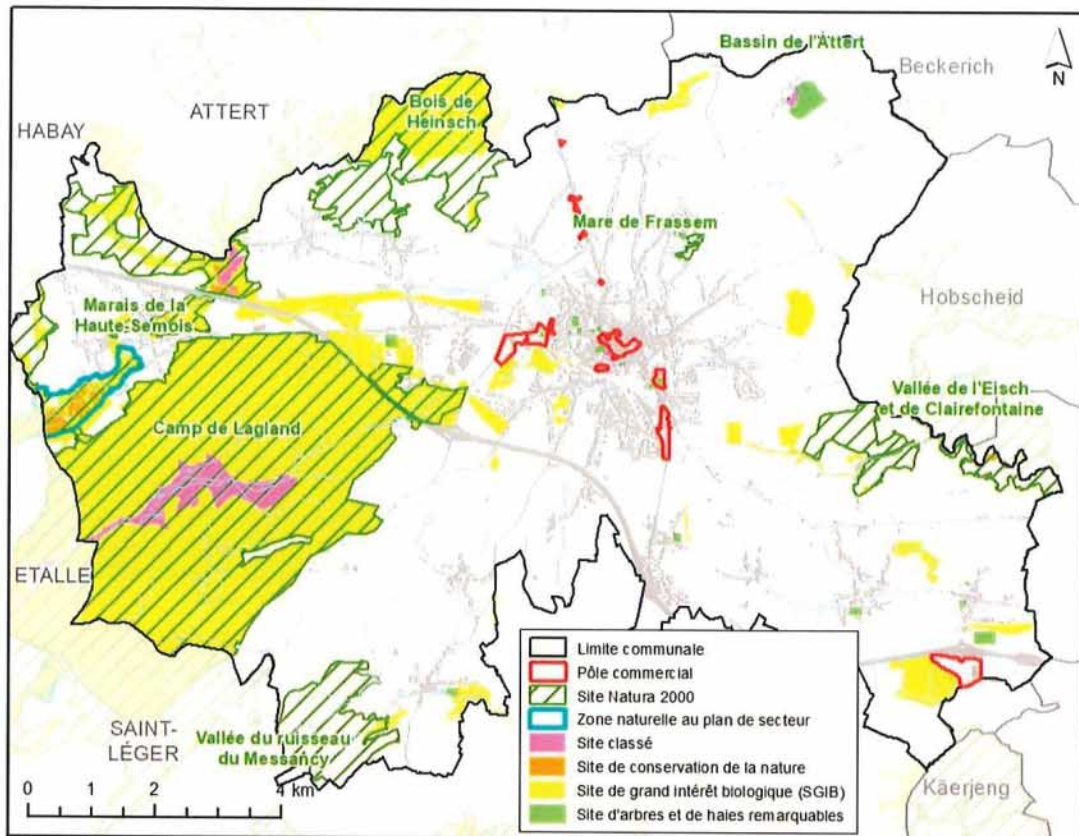 Bassin de l'Attert
Beckerich
N
ATTERT
Bois de
Heinsch
HABAY
Mare de Frassem
Hobscheid
Marais de la
Haute-Semois
Vallée de l'Eisch
et de Clairefontaine
Camp de Lagland
ETALLE
SAINT-
LÉGER
Vallée du ruisseau
du Messancy
Käerjeng
0 1 2 4 km
Limite communale
Pôle commercial
Site Natura 2000
Zone naturelle au plan de secteur
Site classé
Site de conservation de la nature
Site de grand intérêt biologique (SGIB)
Site d'arbres et de haies remarquables